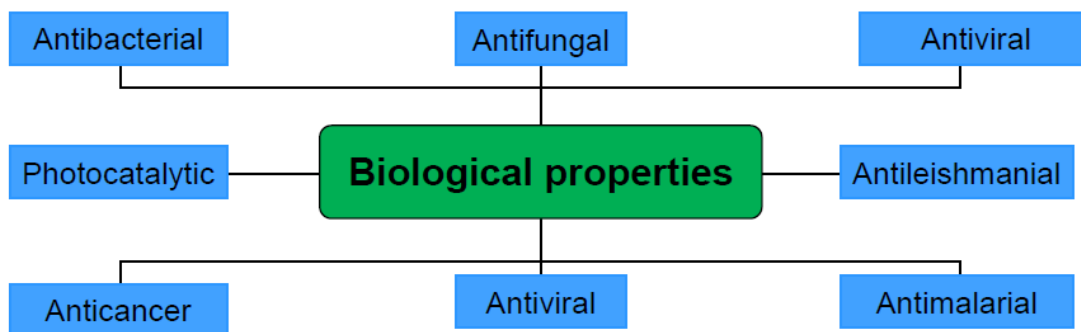 Antibacterial
Antifungal
Antiviral
Photocatalytic
Biological properties
Antileishmanial
Anticancer
Antiviral
Antimalarial